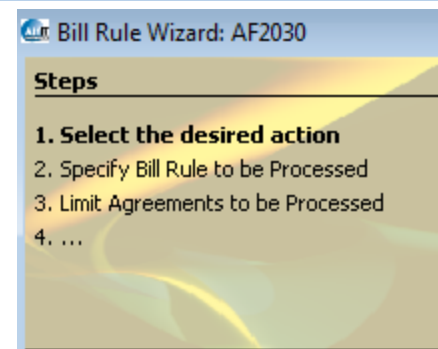 Bill Rule Wizard: AF2030
Steps
1. Select the desired action
2. Specify Bill Rule to be Processed
3. Limit Agreements to be Processed
4. ...